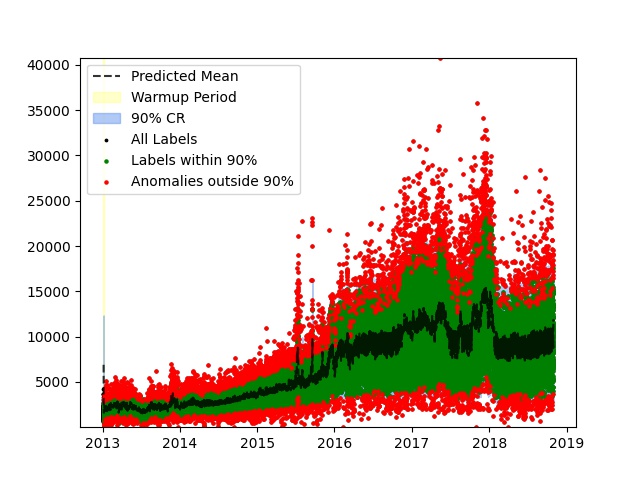 40000
35000
30000
25000
20000
15000
10000
5000
Predicted Mean
Warmup Period
90% CR
All Labels
Labels within 90%
Anomalies outside 90%
2013 2014 2015 2016 2017 2018 2019